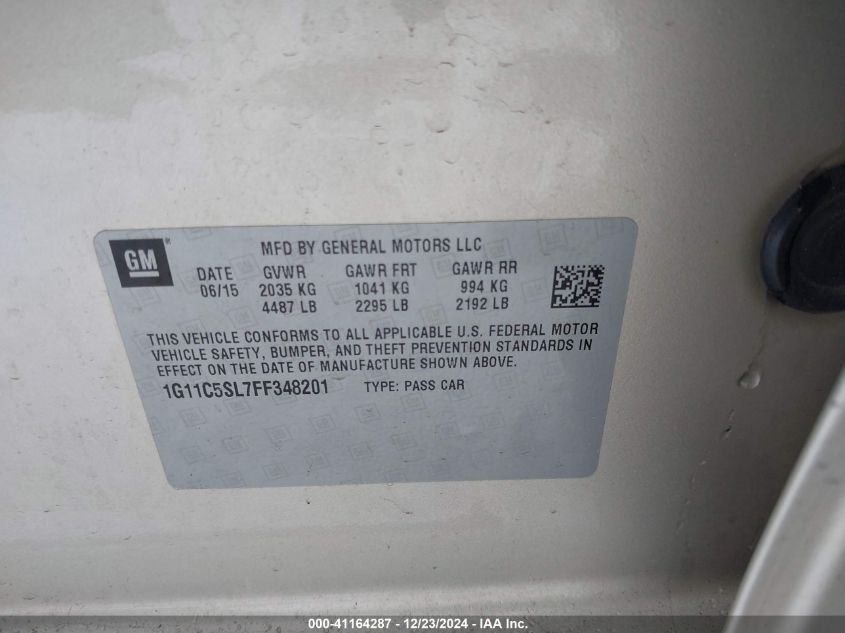 GM ®
MFD BY GENERAL MOTORS LLC
DATE GVWR GAWR FRT GAWR RR
06/15 2035 KG 1041 KG 994 KG
4487 LB 2295 LB 2192 LB
THIS VEHICLE CONFORMS TO ALL APPLICABLE U.S. FEDERAL MOTOR
VEHICLE SAFETY, BUMPER, AND THEFT PREVENTION STANDARDS IN
EFFECT ON THE DATE OF MANUFACTURE SHOWN ABOVE.
1G11C5SL7FF348201 TYPE: PASS CAR
000-41164287 - 12/23/2024 - IAA Inc.